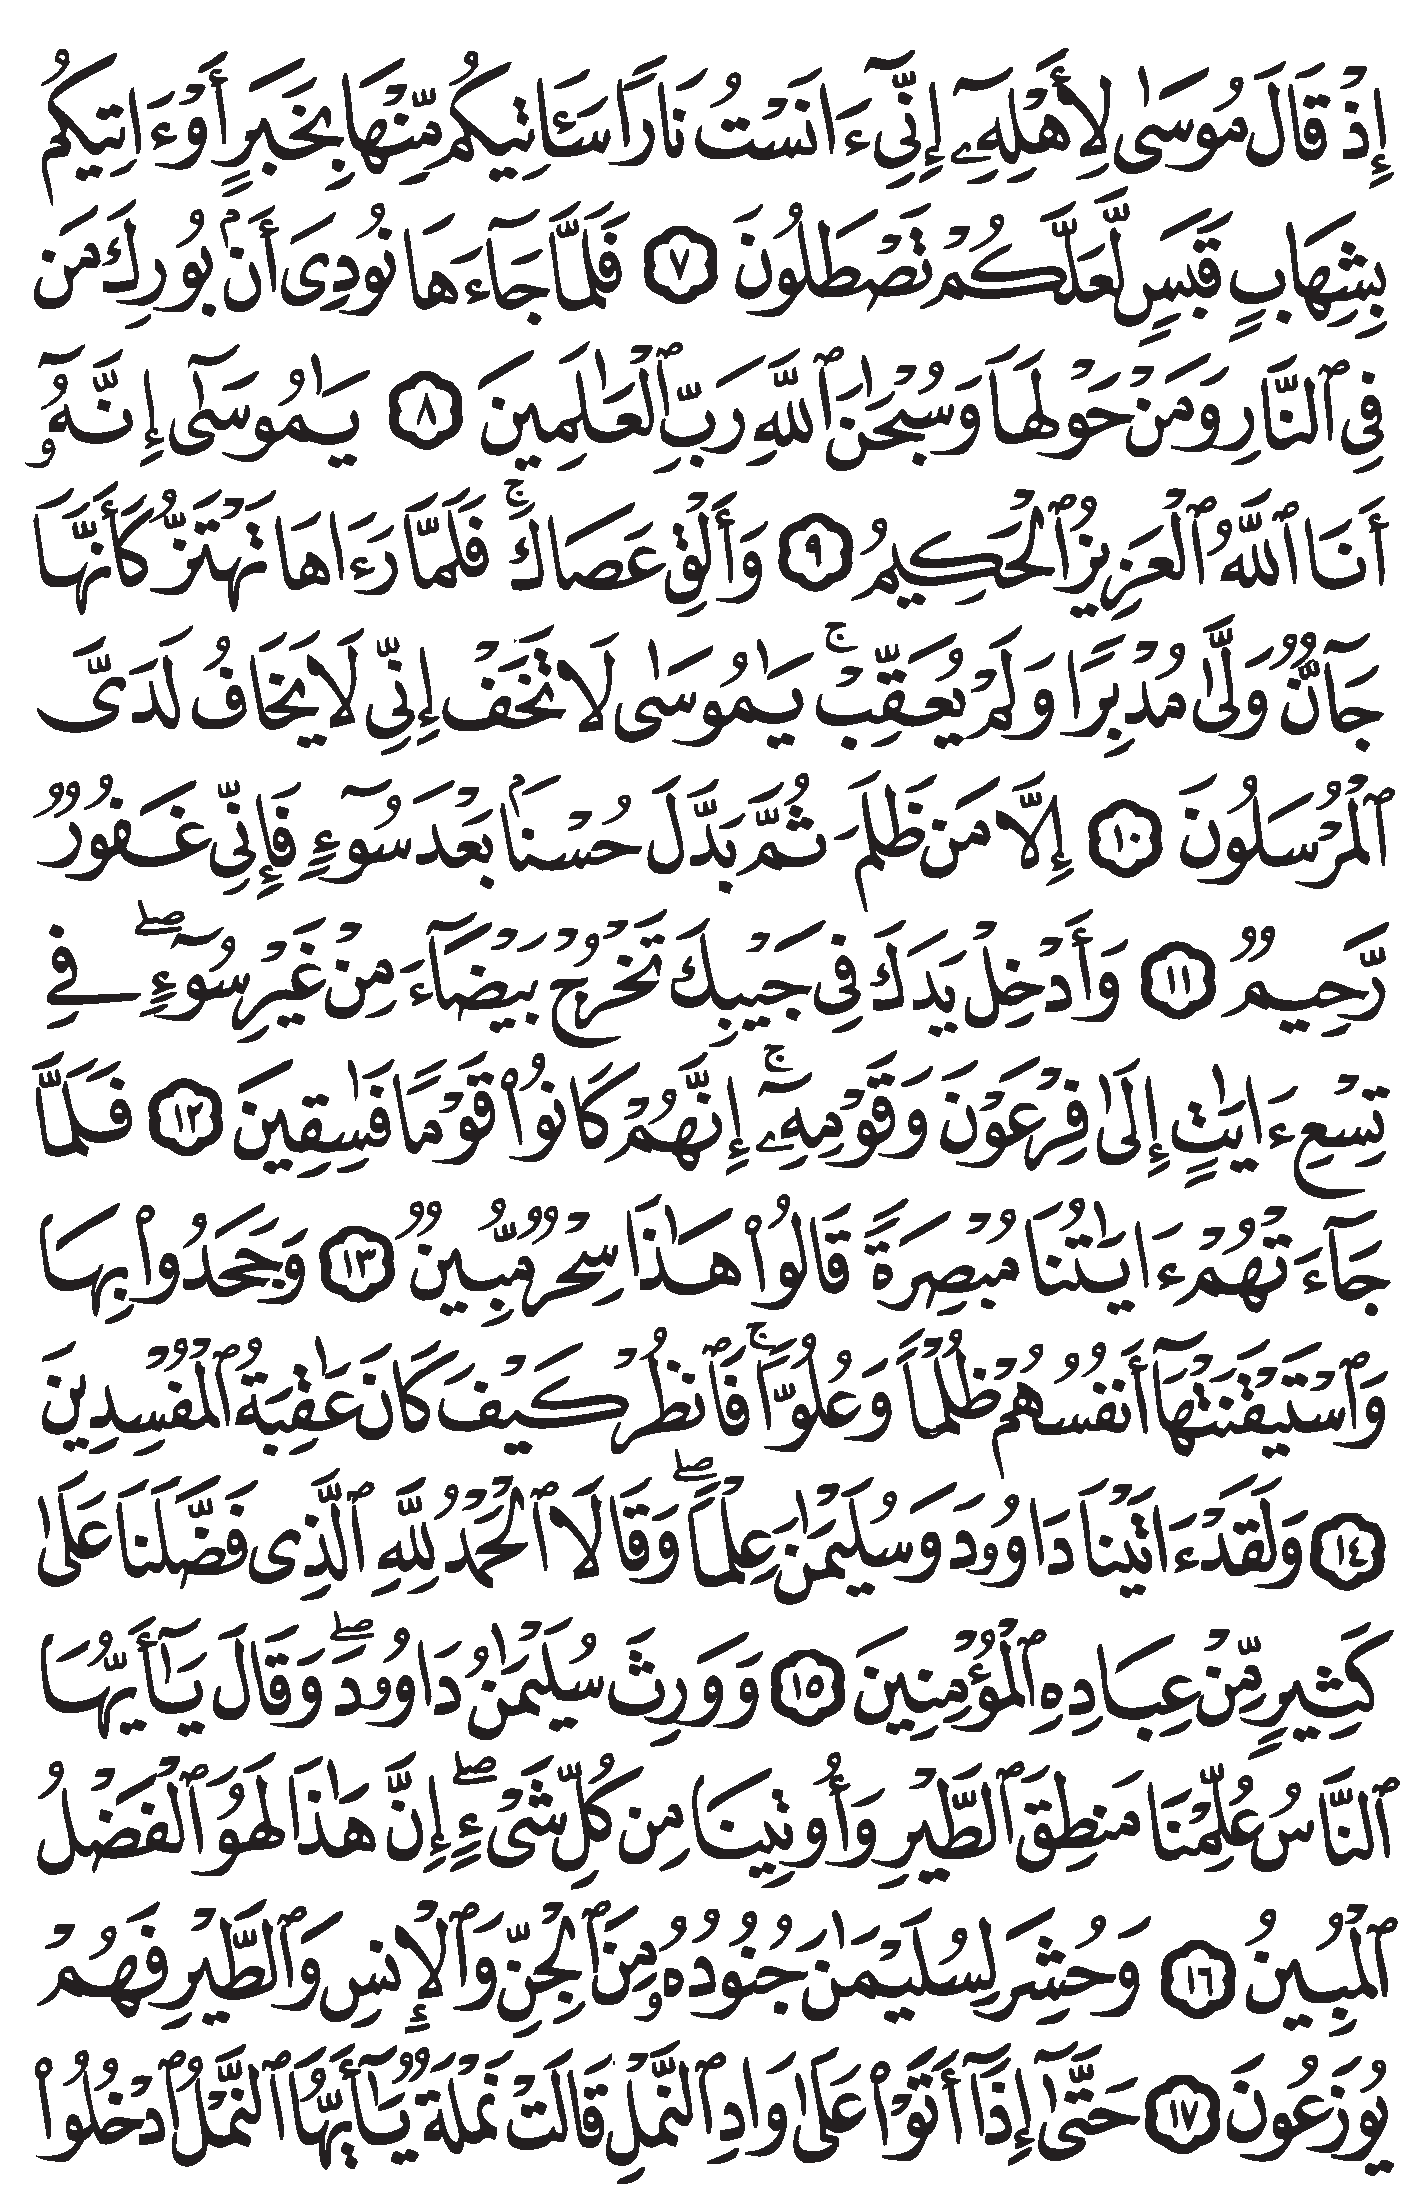 إِذْ قَالَ مُوسَىٰ لِأَهْلِهِۦٓ إِنِّىٓ ءَانَسْتُ نَارًا سَـَٔاتِيكُم مِّنْهَا بِخَبَرٍ أَوْ ءَاتِيكُم
بِشِهَابٍ قَبَسٍ لَّعَلَّكُمْ تَصْطَلُونَ ٧ فَلَمَّا جَآءَهَا نُودِىَ أَنۢ بُورِكَ مَن
فِى ٱلنَّارِ وَمَنْ حَوْلَهَا وَسُبْحَٰنَ ٱللَّهِ رَبِّ ٱلْعَٰلَمِينَ ٨ يَٰمُوسَىٰٓ إِنَّهُۥٓ
أَنَا ٱللَّهُ ٱلْعَزِيزُ ٱلْحَكِيمُ ٩ وَأَلْقِ عَصَاكَ ۚ فَلَمَّا رَءَاهَا تَهْتَزُّ كَأَنَّهَا
جَآنٌّ وَلَّىٰ مُدْبِرًا وَلَمْ يُعَقِّبْ ۚ يَٰمُوسَىٰ لَا تَخَفْ إِنِّى لَا يَخَافُ لَدَىَّ
ٱلْمُرْسَلُونَ ١٠ إِلَّا مَن ظَلَمَ ثُمَّ بَدَّلَ حُسْنًۢا بَعْدَ سُوٓءٍ فَإِنِّى غَفُورٌ
رَّحِيمٌ ١١ وَأَدْخِلْ يَدَكَ فِى جَيْبِكَ تَخْرُجْ بَيْضَآءَ مِنْ غَيْرِ سُوٓءٍ ۖ فِى
تِسْعِ ءَايَٰتٍ إِلَىٰ فِرْعَوْنَ وَقَوْمِهِۦٓ ۚ إِنَّهُمْ كَانُوا۟ قَوْمًا فَٰسِقِينَ ١٢ فَلَمَّا
جَآءَتْهُمْ ءَايَٰتُنَا مُبْصِرَةً قَالُوا۟ هَٰذَا سِحْرٌ مُّبِينٌ ١٣ وَجَحَدُوا۟ بِهَا
وَٱسْتَيْقَنَتْهَآ أَنفُسُهُمْ ظُلْمًا وَعُلُوًّا ۚ فَٱنظُرْ كَيْفَ كَانَ عَٰقِبَةُ ٱلْمُفْسِدِينَ
١٤ وَلَقَدْ ءَاتَيْنَا دَاوُۥدَ وَسُلَيْمَٰنَ عِلْمًا ۖ وَقَالَا ٱلْحَمْدُ لِلَّهِ ٱلَّذِى فَضَّلَنَا عَلَىٰ
كَثِيرٍ مِّنْ عِبَادِهِ ٱلْمُؤْمِنِينَ ١٥ وَوَرِثَ سُلَيْمَٰنُ دَاوُۥدَ ۖ وَقَالَ يَٰٓأَيُّهَا
ٱلنَّاسُ عُلِّمْنَا مَنطِقَ ٱلطَّيْرِ وَأُوتِينَا مِن كُلِّ شَىْءٍ ۖ إِنَّ هَٰذَا لَهُوَ ٱلْفَضْلُ
ٱلْمُبِينُ ١٦ وَحُشِرَ لِسُلَيْمَٰنَ جُنُودُهُۥ مِنَ ٱلْجِنِّ وَٱلْإِنسِ وَٱلطَّيْرِ فَهُمْ
يُوزَعُونَ ١٧ حَتَّىٰٓ إِذَآ أَتَوْا۟ عَلَىٰ وَادِ ٱلنَّمْلِ قَالَتْ نَمْلَةٌ يَٰٓأَيُّهَا ٱلنَّمْلُ ٱدْخُلُوا۟